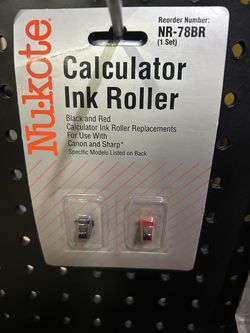 Reorder Number:
NR-78BR
(1 Set)
Nu-kote
Calculator
Ink Roller
Black and Red
Calculator Ink Roller Replacements
For Use With
Canon and Sharp*
Specific Models Listed on Back